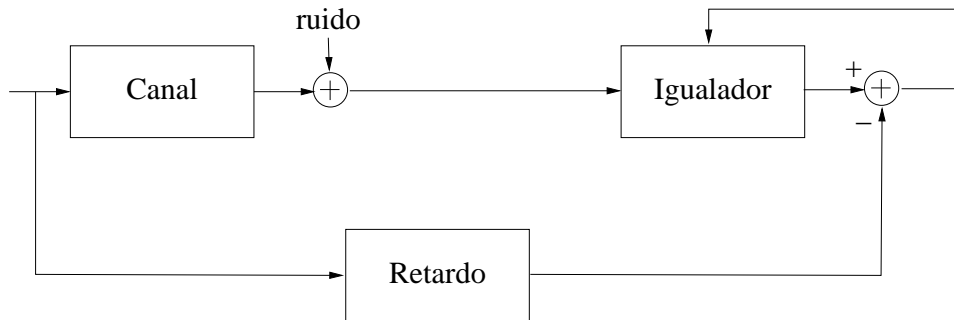 ruido
Canal
+
Igualador
+
+
−
Retardo